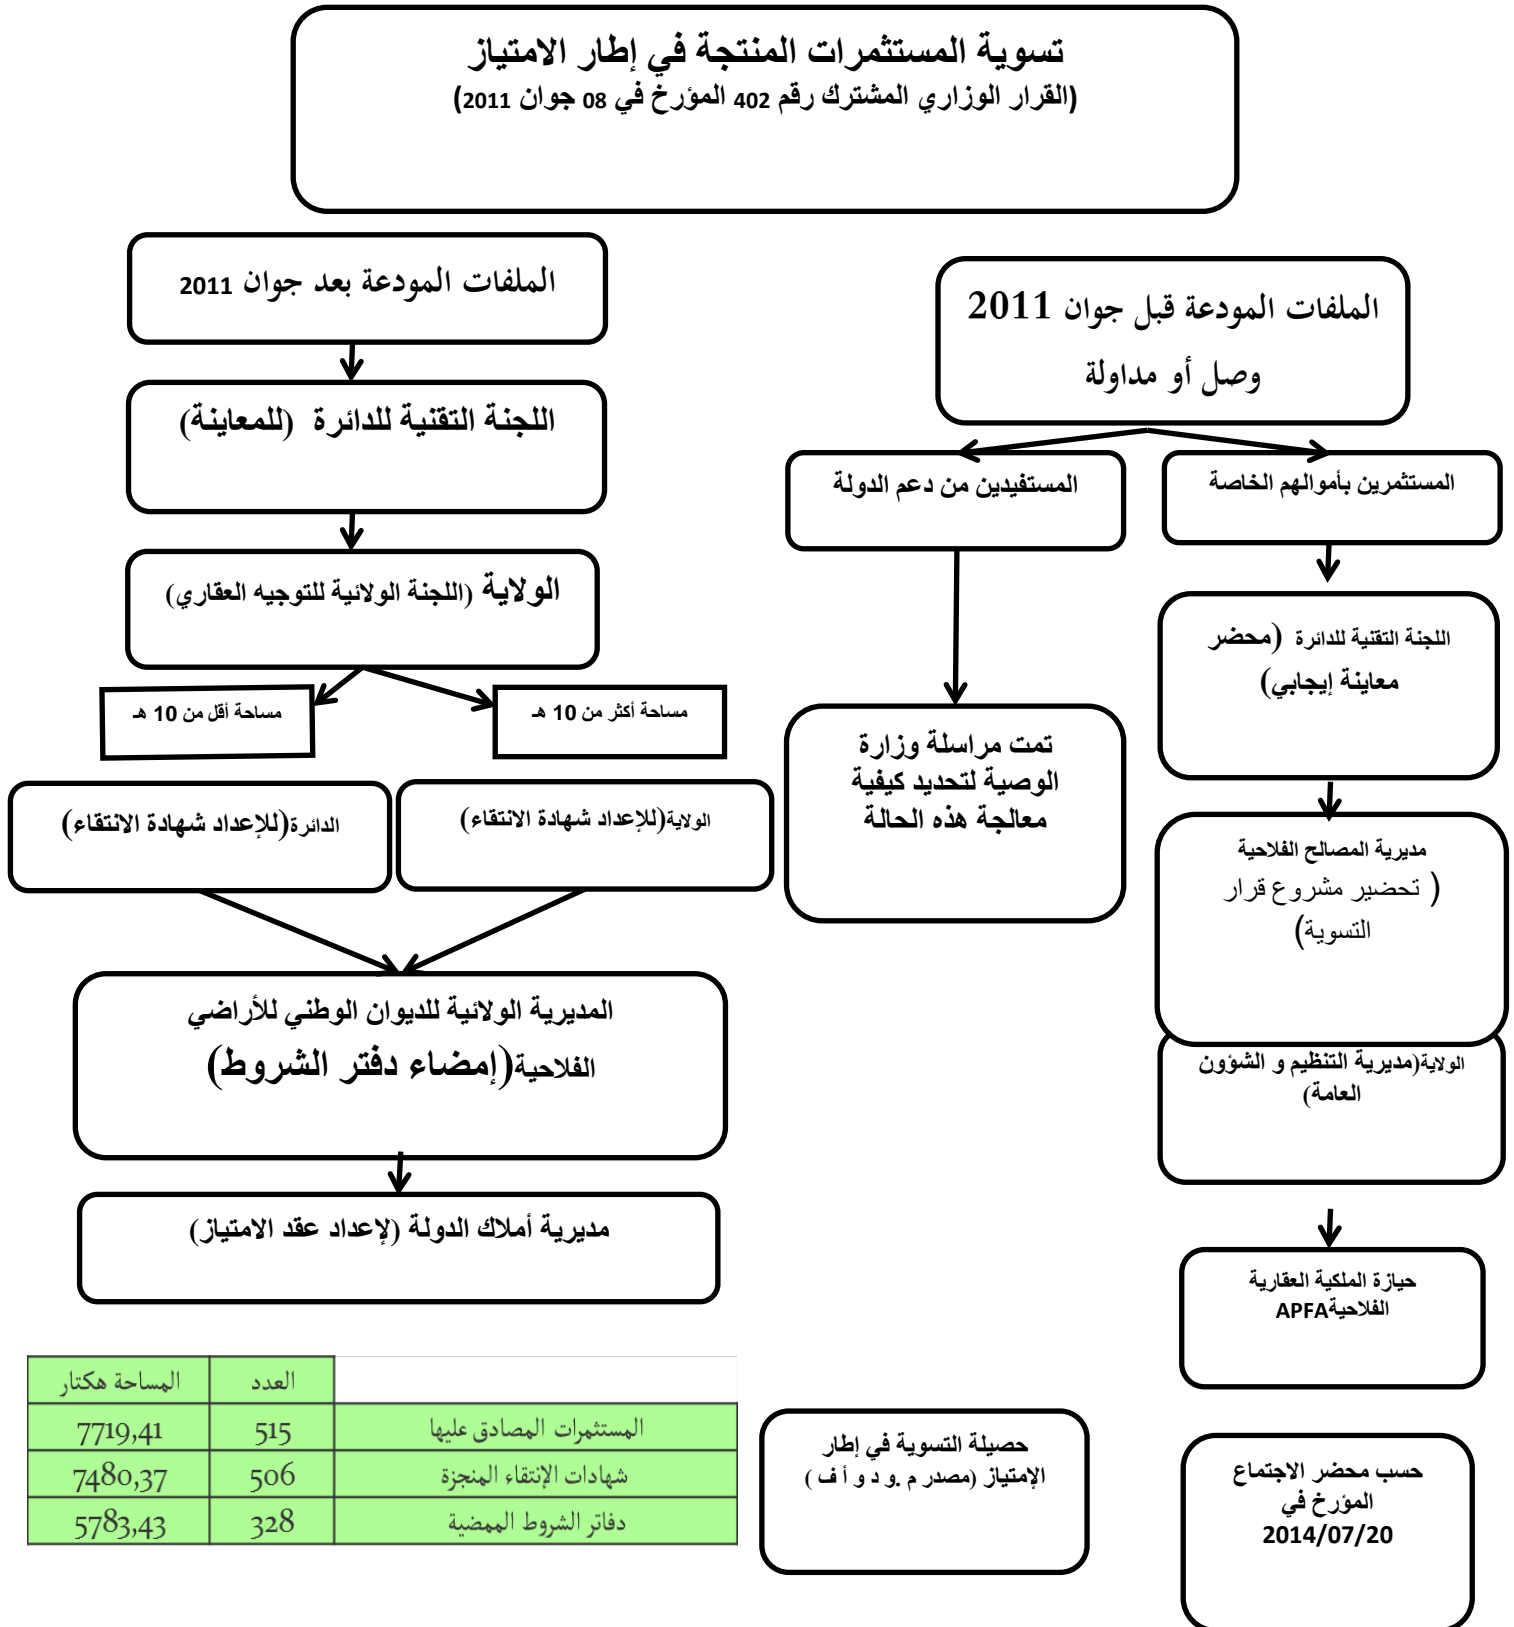 تسوية المستثمرات المنتجة في إطار الامتياز
(القرار الوزاري المشترك رقم 402 المؤرخ في 08 جوان 2011)
الملفات المودعة قبل جوان 2011
وصل أو مداولة
المستثمرين بأموالهم الخاصة
المستفيدين من دعم الدولة
اللجنة التقنية للدائرة (محضر
معاينة إيجابي)
تمت مراسلة وزارة
الوصية لتحديد كيفية
معالجة هذه الحالة
مديرية المصالح الفلاحية
( تحضير مشروع قرار
التسوية)
الولاية(مديرية التنظيم و الشؤون
العامة)
حيازة الملكية العقارية
الفلاحيةAPFA
حسب محضر الاجتماع
المؤرخ في
2014/07/20
الملفات المودعة بعد جوان 2011
اللجنة التقنية للدائرة (للمعاينة)
الولاية (اللجنة الولائية للتوجيه العقاري)
مساحة أكثر من 10 هـ
مساحة أقل من 10 هـ
الولاية(للإعداد شهادة الانتقاء)
الدائرة(للإعداد شهادة الانتقاء)
المديرية الولائية للديوان الوطني للأراضي
الفلاحية(إمضاء دفتر الشروط)
مديرية أملاك الدولة (لإعداد عقد الامتياز)
حصيلة التسوية في إطار
الإمتياز (مصدر م .و د و أ ف )
العدد المساحة هكتار
المستثمرات المصادق عليها 515 7719,41
شهادات الإنتقاء المنجزة 506 7480,37
دفاتر الشروط الممضية 328 5783,43